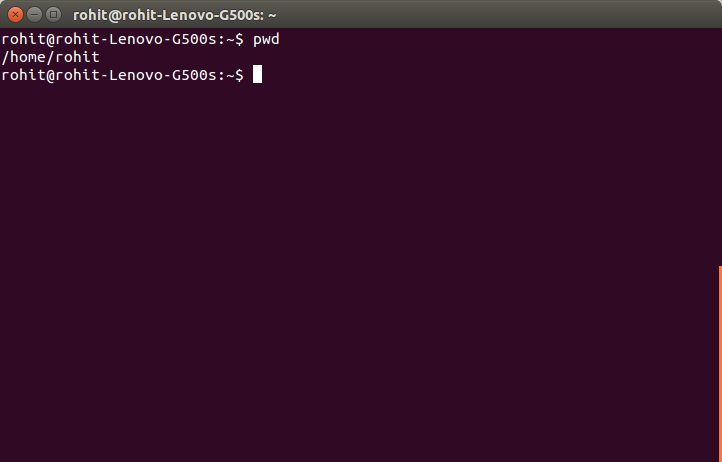 rohit@rohit-Lenovo-G500s: ~
rohit@rohit-Lenovo-G500s:~$ pwd
/home/rohit
rohit@rohit-Lenovo-G500s:~$